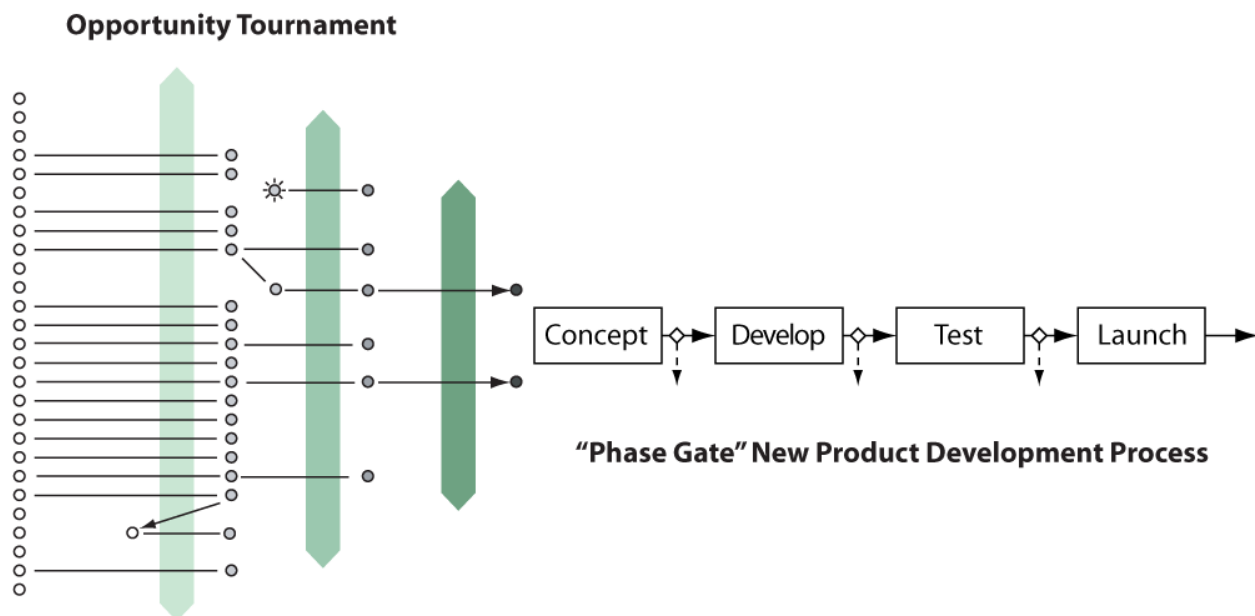 Opportunity Tournament
Concept
Develop
Test
Launch
“Phase Gate” New Product Development Process